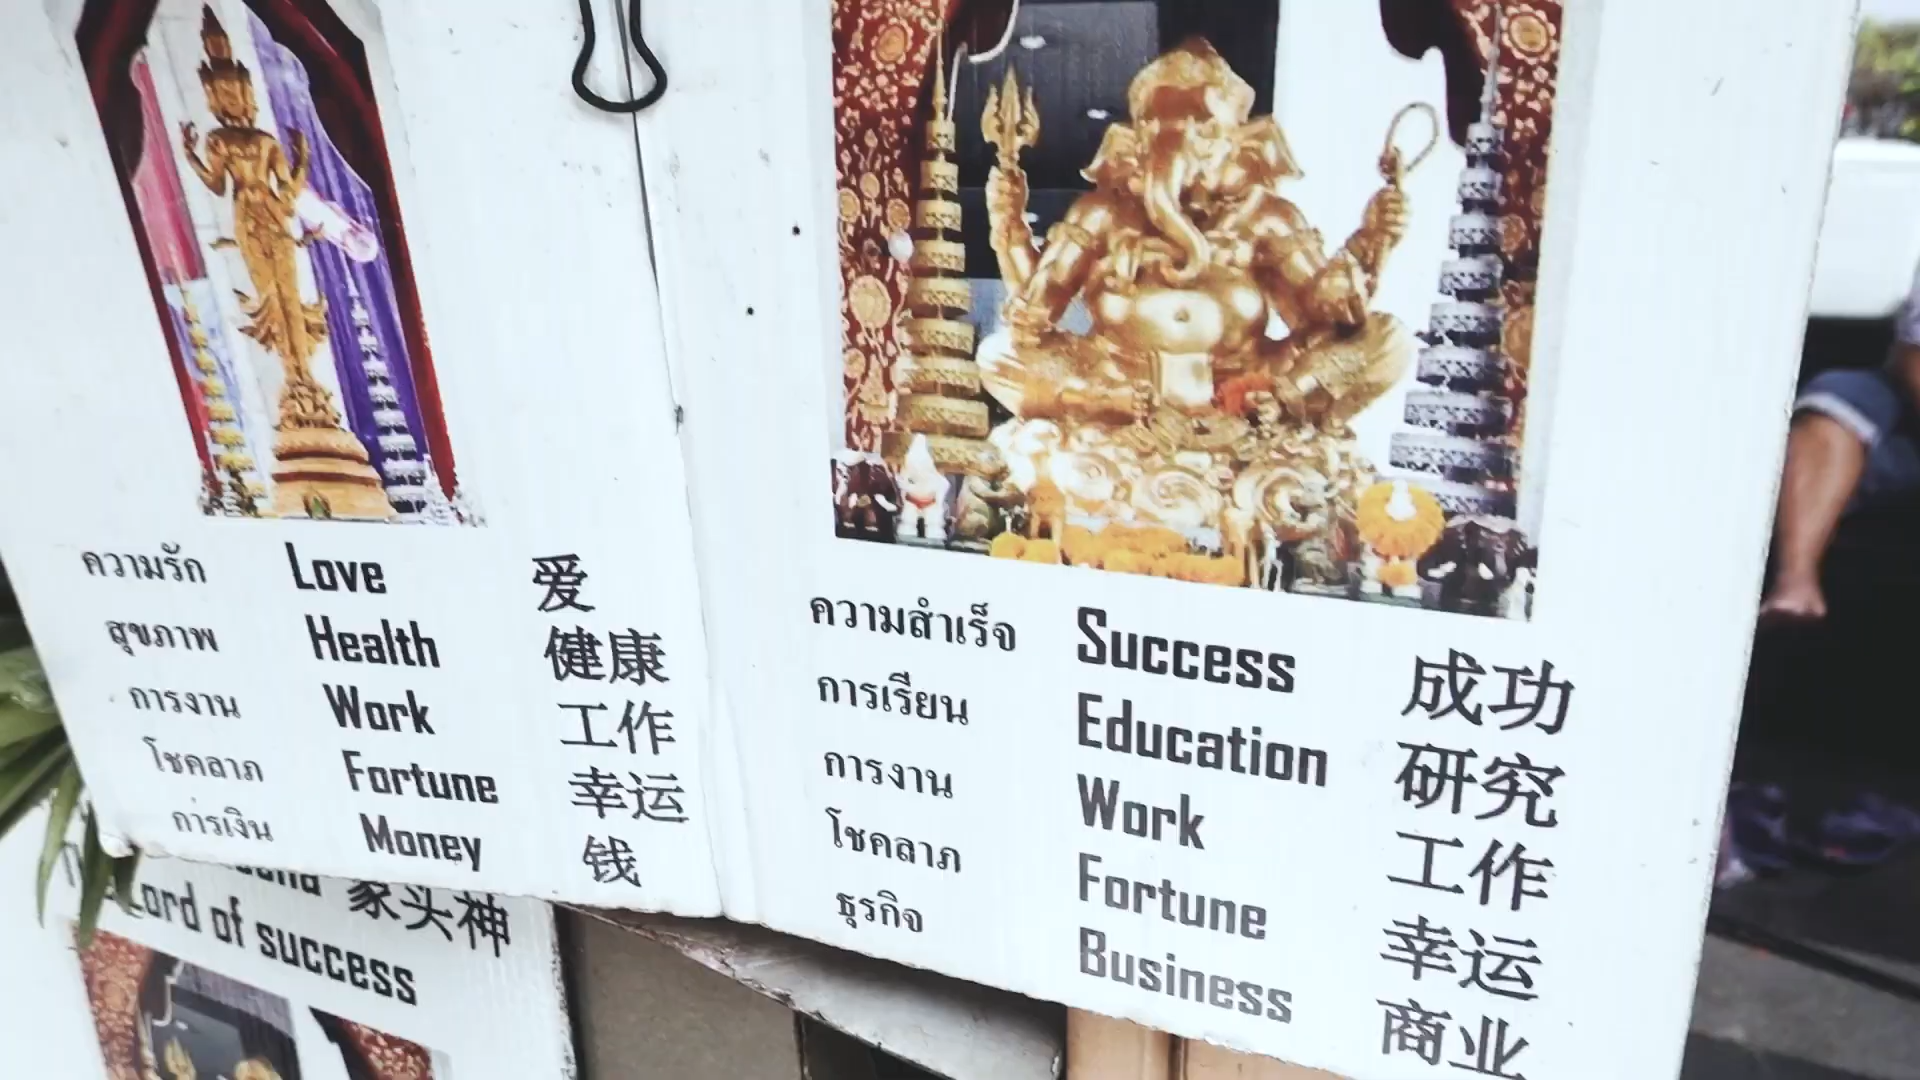 ความรัก Love 爱
สุขภาพ Health 健康
การงาน Work 工作
โชคลาภ Fortune 幸运
การเงิน Money 钱
ความสำเร็จ Success 成功
การเรียน Education 研究
การงาน Work 工作
โชคลาภ Fortune 幸运
ธุรกิจ Business 商业
象头神
Lord of success